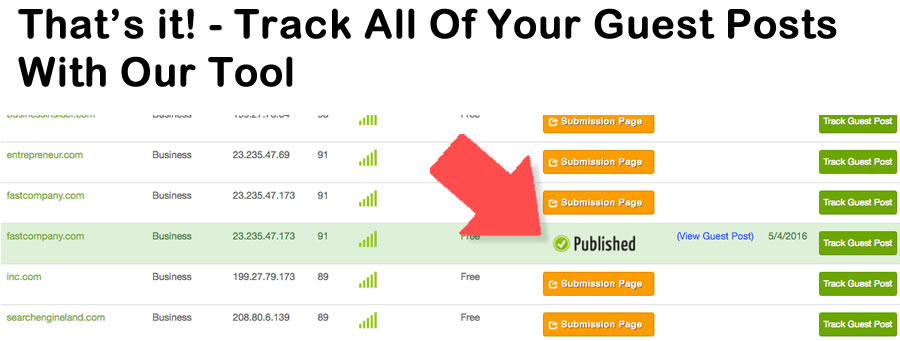 That's it! - Track All Of Your Guest Posts
With Our Tool
Business Free Submission Page Track Guest Post
entrepreneur.com Business 23.235.47.69 91 Submission Page Track Guest Post
fastcompany.com Business 23.235.47.173 91 Submission Page Track Guest Post
fastcompany.com Business 23.235.47.173 91 Free Published (View Guest Post) 5/4/2016 Track Guest Post
inc.com Business 199.27.79.173 89 Free Submission Page Track Guest Post
searchengineland.com Business 208.80.6.139 89 Free Submission Page Track Guest Post